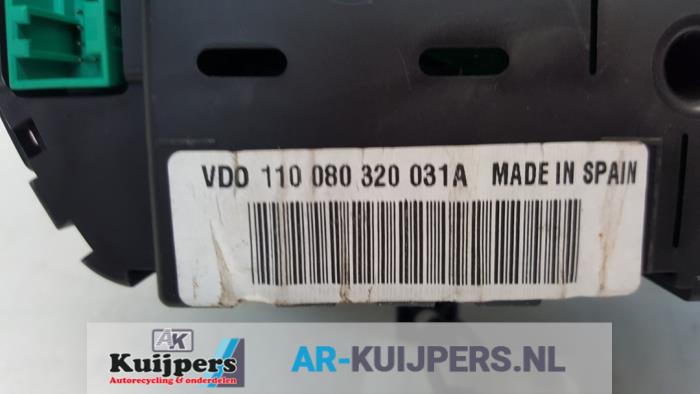 VDO 110 080 320 031A MADE IN SPAIN
AK
Kuijpers
Autorecycling & onderdelen
AR-KUIJPERS.NL